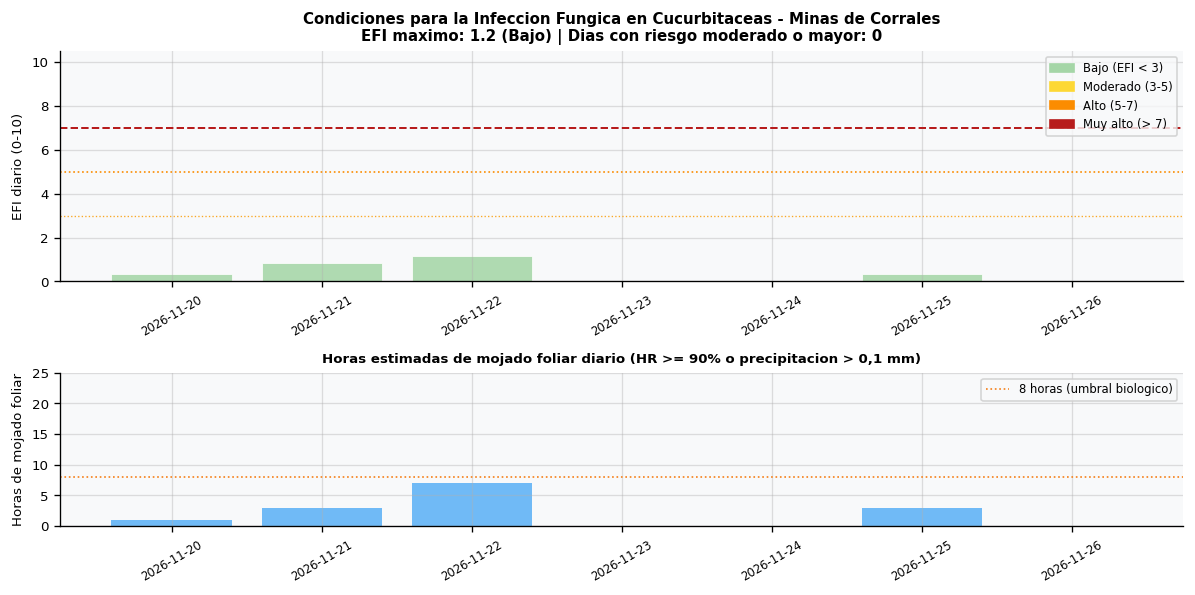 Condiciones para la Infeccion Fungica en Cucurbitaceas - Minas de Corrales
EFI maximo: 1.2 (Bajo) | Dias con riesgo moderado o mayor: 0
EFI diario (0-10)
10
8
6
4
2
0
Bajo (EFI < 3)
Moderado (3-5)
Alto (5-7)
Muy alto (> 7)
2026-11-20
2026-11-21
2026-11-22
2026-11-23
2026-11-24
2026-11-25
2026-11-26
Horas estimadas de mojado foliar diario (HR >= 90% o precipitacion > 0,1 mm)
Horas de mojado foliar
25
20
15
10
5
0
8 horas (umbral biologico)
2026-11-20
2026-11-21
2026-11-22
2026-11-23
2026-11-24
2026-11-25
2026-11-26